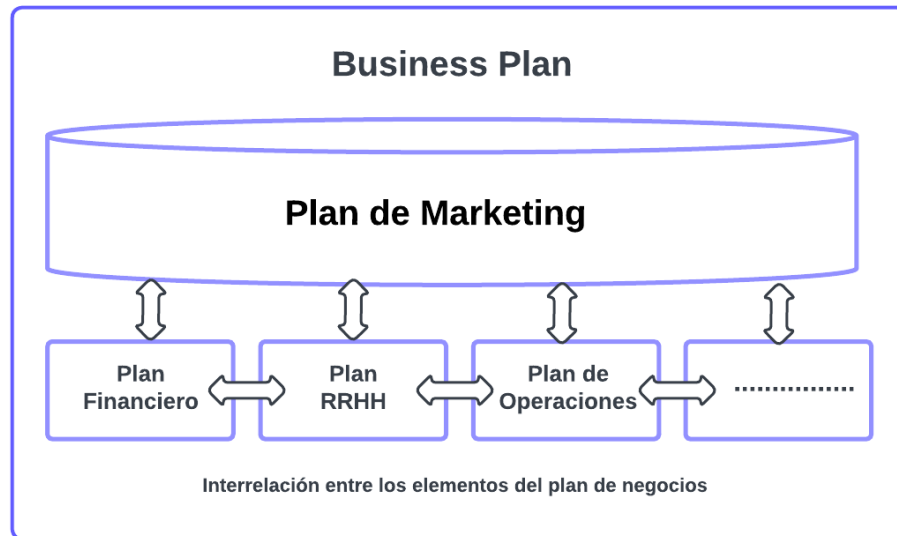 Business Plan
Plan de Marketing
Plan
Financiero
Plan
RRHH
Plan de
Operaciones
................
Interrelación entre los elementos del plan de negocios